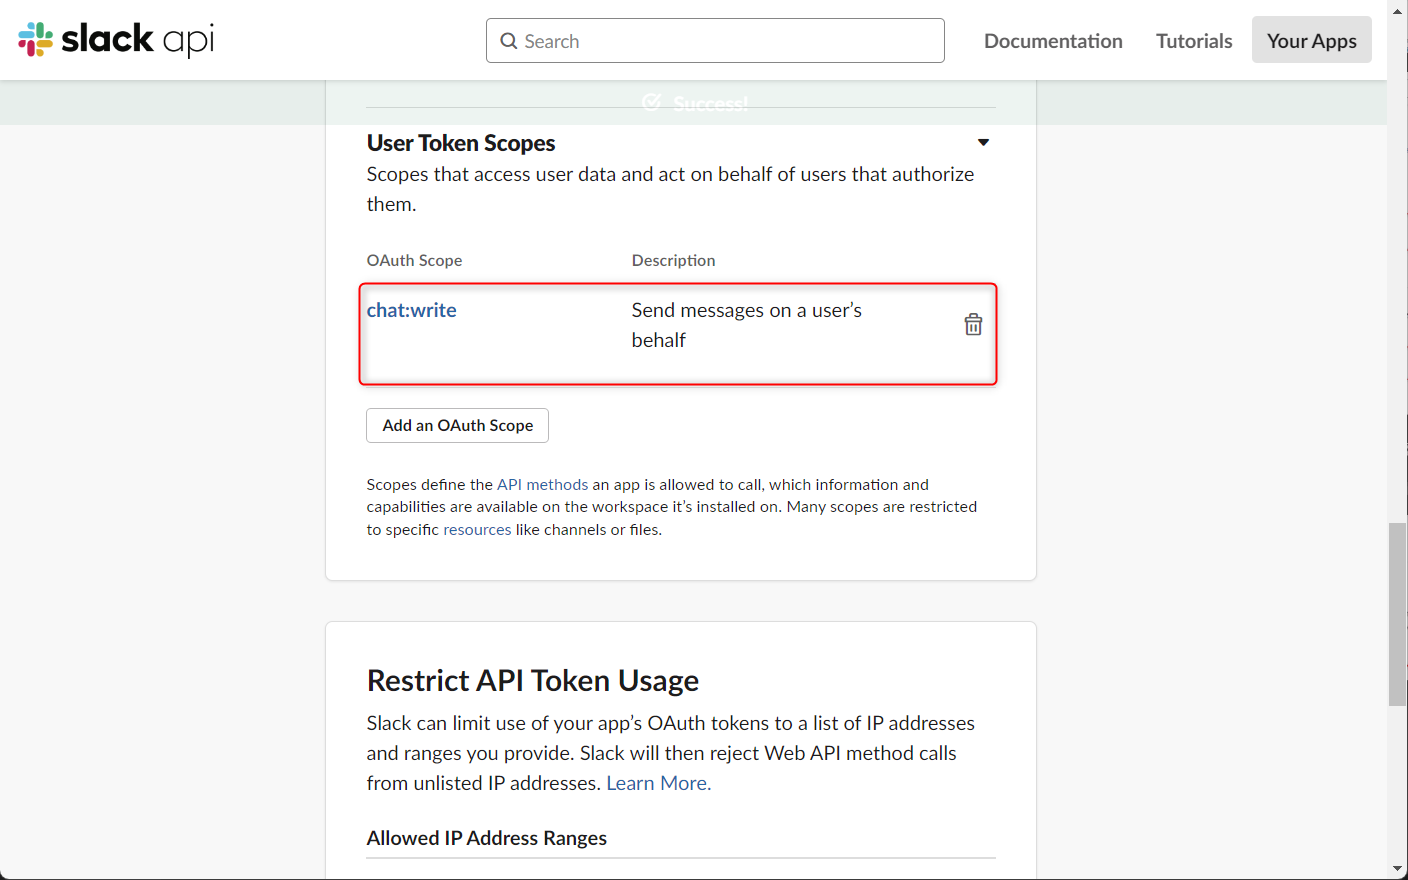 slack api
Search
Documentation
Tutorials
Your Apps
Success!
User Token Scopes
Scopes that access user data and act on behalf of users that authorize
them.
OAuth Scope
Description
chat:write
Send messages on a user’s
behalf
Add an OAuth Scope
Scopes define the API methods an app is allowed to call, which information and
capabilities are available on the workspace it’s installed on. Many scopes are restricted
to specific resources like channels or files.
Restrict API Token Usage
Slack can limit use of your app’s OAuth tokens to a list of IP addresses
and ranges you provide. Slack will then reject Web API method calls
from unlisted IP addresses. Learn More.
Allowed IP Address Ranges